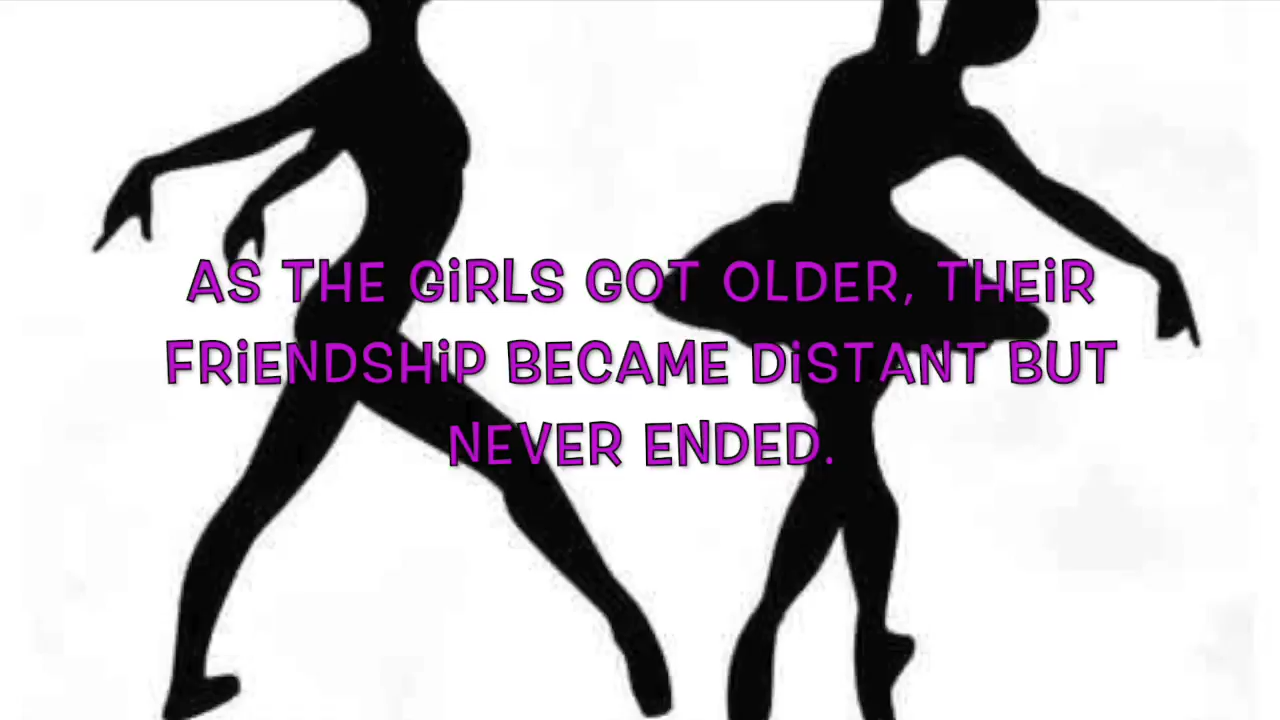 AS THE GiRLS GOT OLDER, THEiR
FRiENDSHiP BECAME DiSTANT BUT
NEVER ENDED.